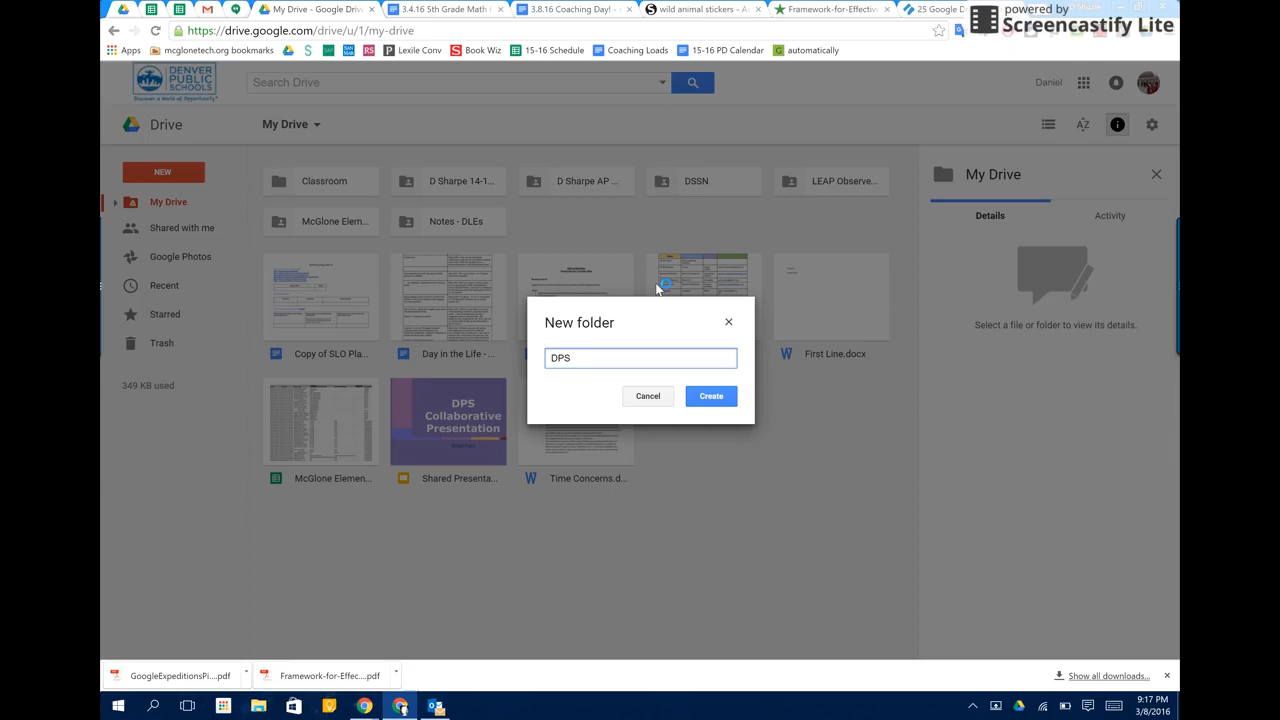 My Drive - Google Driv
3.4.16 5th Grade Math
3.8.16 Coaching Day! -
wild animal stickers - A
Framework-for-Effective
25 Google D
powered by
Screencastify Lite
https://drive.google.com/drive/u/1/my-drive
Apps
mcglonetech.org bookmarks
Lexile Conv
Book Wiz
15-16 Schedule
Coaching Loads
15-16 PD Calendar
automatically
DENVER
PUBLIC
SCHOOLS
Discover a World of Opportunity
Search Drive
Daniel
Drive
My Drive
NEW
My Drive
Shared with me
Google Photos
Recent
Starred
Trash
349 KB used
Classroom
D Sharpe 14-1...
D Sharpe AP ...
DSSN
LEAP Observe...
McGlone Elem...
Notes - DLEs
Copy of SLO Pla...
Day in the Life - ...
First Line.docx
DPS
Collaborative
Presentation
McGlone Elemen...
Shared Presenta...
Time Concerns.d...
New folder
DPS
Cancel
Create
My Drive
Details
Activity
Select a file or folder to view its details.
GoogleExpeditionsPi....pdf
Framework-for-Effec....pdf
Show all downloads...
9:17 PM
3/8/2016